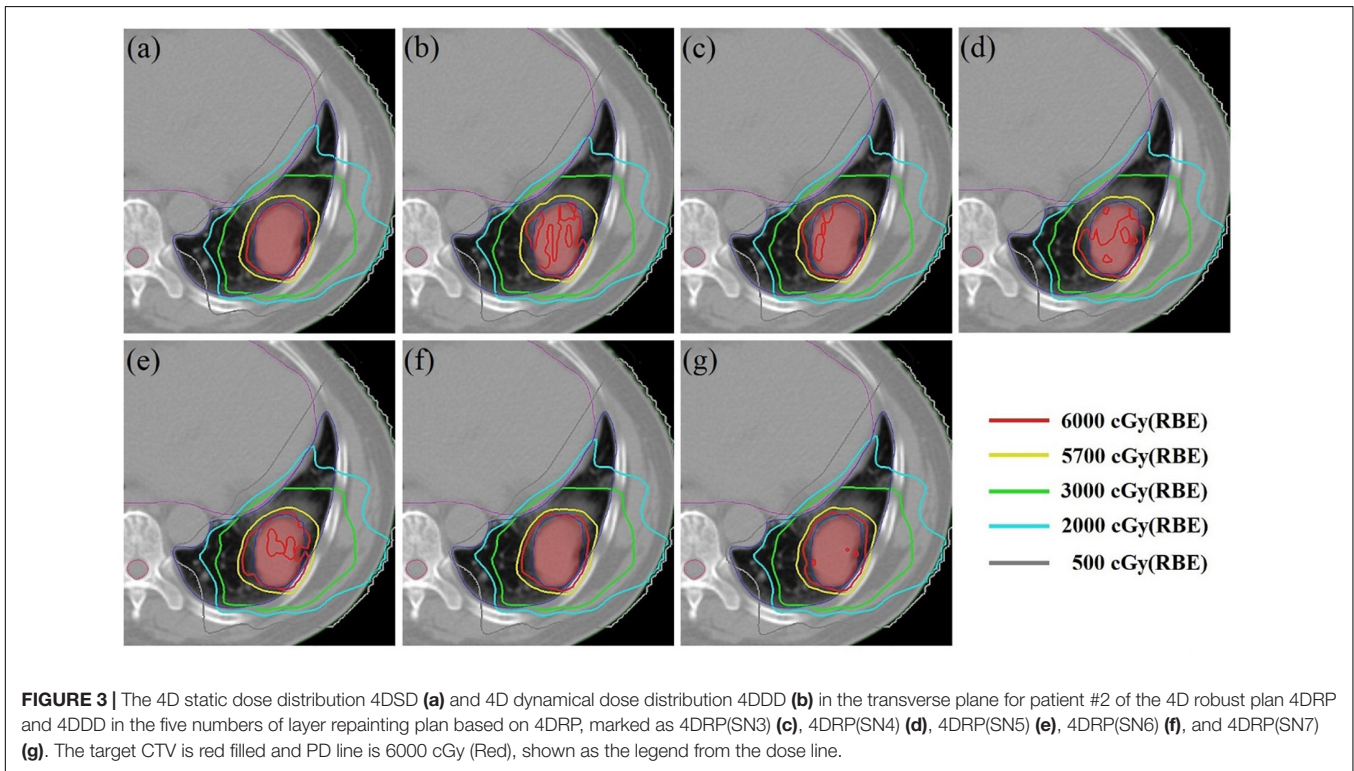 (a)
(b)
(c)
(d)
(e)
(f)
(g)
6000 cGy(RBE)
5700 cGy(RBE)
3000 cGy(RBE)
2000 cGy(RBE)
500 cGy(RBE)
FIGURE 3 | The 4D static dose distribution 4DSD (a) and 4D dynamical dose distribution 4DDD (b) in the transverse plane for patient #2 of the 4D robust plan 4DRP
and 4DDD in the five numbers of layer repainting plan based on 4DRP, marked as 4DRP(SN3) (c), 4DRP(SN4) (d), 4DRP(SN5) (e), 4DRP(SN6) (f), and 4DRP(SN7)
(g). The target CTV is red filled and PD line is 6000 cGy (Red), shown as the legend from the dose line.